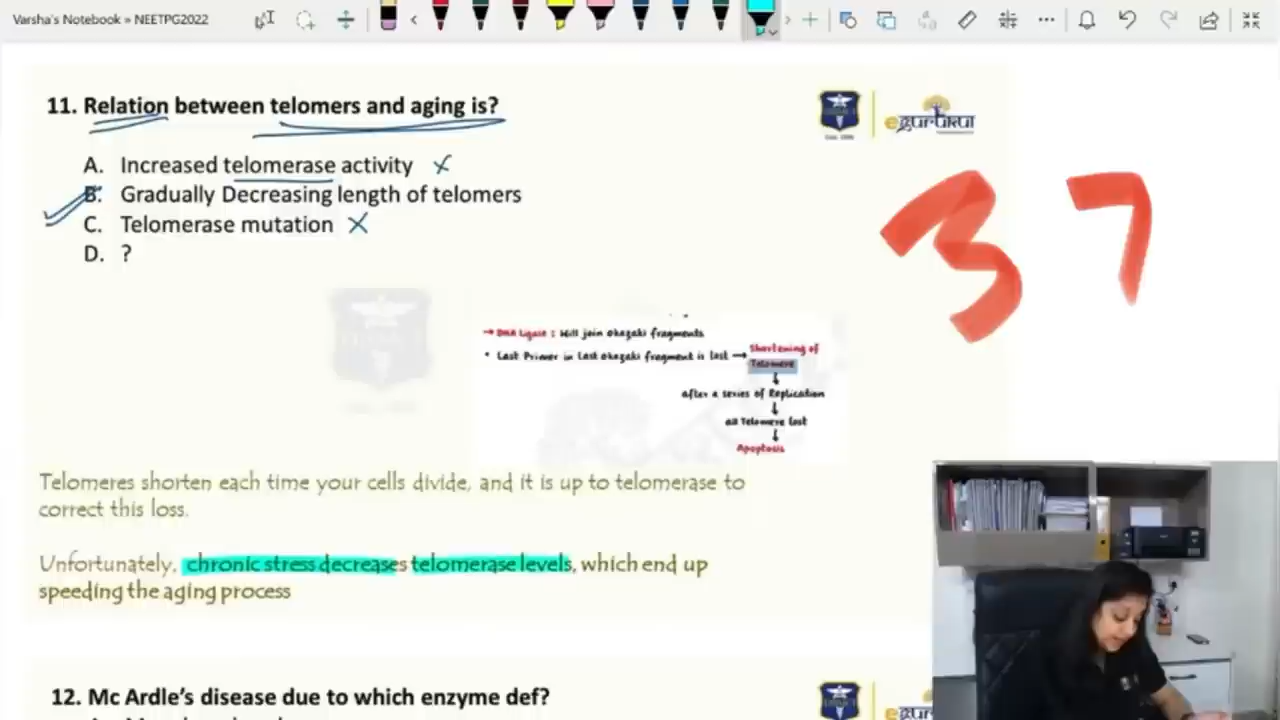 Varsha's Notebook » NEETPG2022
11. Relation between telomers and aging is?
A. Increased telomerase activity
B. Gradually Decreasing length of telomers
C. Telomerase mutation
D. ?
egurukul
37
→ DNA Ligase : Will join okazaki fragments
• Last Primer in Last okazaki fragment is lost → Shortening of
Telomere
after a series of Replication
all Telomere lost
Apoptosis
Telomeres shorten each time your cells divide, and it is up to telomerase to
correct this loss.
Unfortunately, chronic stress decreases telomerase levels, which end up
speeding the aging process
12. Mc Ardle's disease due to which enzyme def?